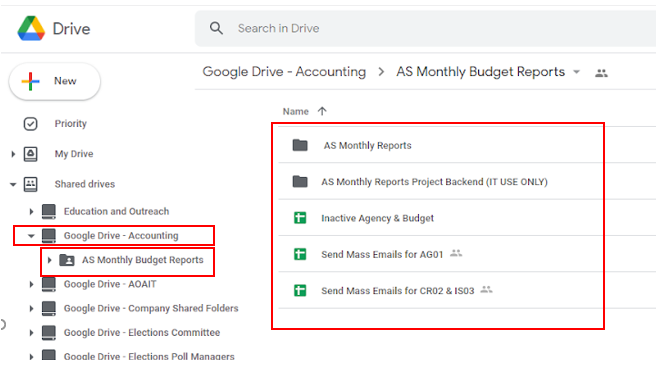 Drive
Search in Drive
New
Google Drive - Accounting > AS Monthly Budget Reports
Priority
My Drive
Shared drives
Education and Outreach
Google Drive - Accounting
AS Monthly Budget Reports
Google Drive - AOAIT
Google Drive - Company Shared Folders
Google Drive - Elections Committee
Google Drive - Elections Poll Managers
Name
AS Monthly Reports
AS Monthly Reports Project Backend (IT USE ONLY)
Inactive Agency & Budget
Send Mass Emails for AG01
Send Mass Emails for CR02 & IS03